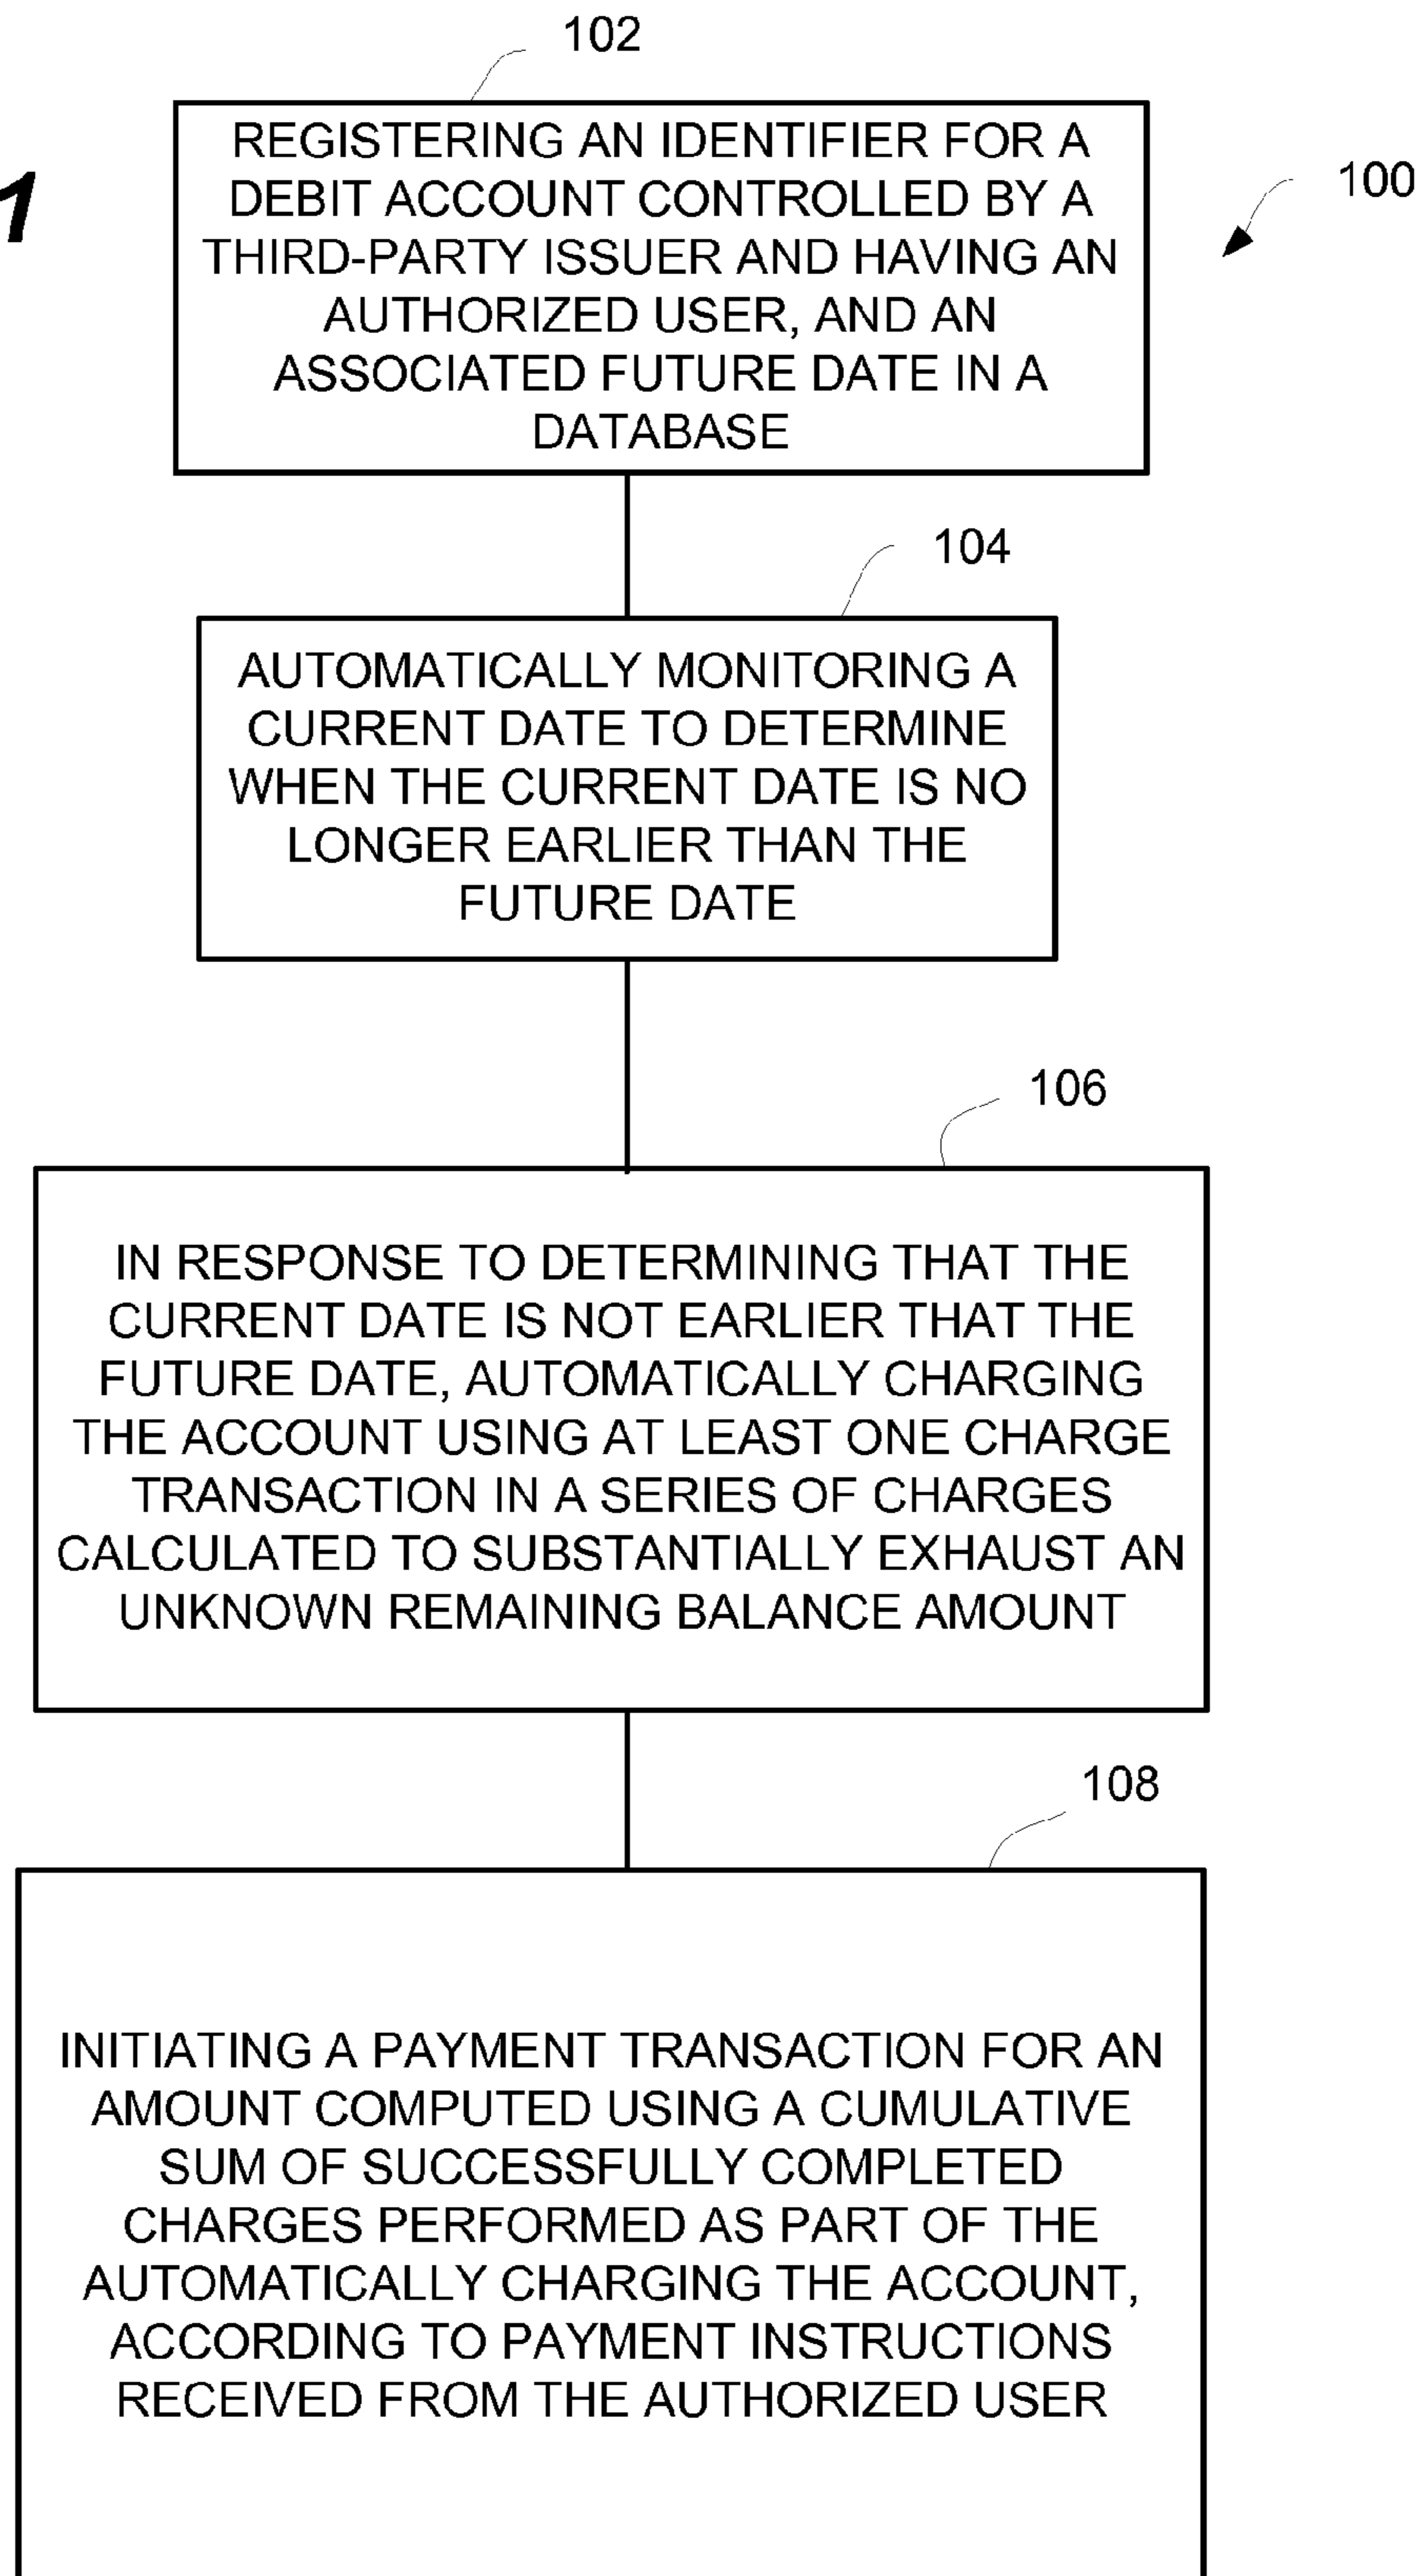 102
1
100
REGISTERING AN IDENTIFIER FOR A
DEBIT ACCOUNT CONTROLLED BY A
THIRD-PARTY ISSUER AND HAVING AN
AUTHORIZED USER, AND AN
ASSOCIATED FUTURE DATE IN A
DATABASE
104
AUTOMATICALLY MONITORING A
CURRENT DATE TO DETERMINE
WHEN THE CURRENT DATE IS NO
LONGER EARLIER THAN THE
FUTURE DATE
106
IN RESPONSE TO DETERMINING THAT THE
CURRENT DATE IS NOT EARLIER THAT THE
FUTURE DATE, AUTOMATICALLY CHARGING
THE ACCOUNT USING AT LEAST ONE CHARGE
TRANSACTION IN A SERIES OF CHARGES
CALCULATED TO SUBSTANTIALLY EXHAUST AN
UNKNOWN REMAINING BALANCE AMOUNT
108
INITIATING A PAYMENT TRANSACTION FOR AN
AMOUNT COMPUTED USING A CUMULATIVE
SUM OF SUCCESSFULLY COMPLETED
CHARGES PERFORMED AS PART OF THE
AUTOMATICALLY CHARGING THE ACCOUNT,
ACCORDING TO PAYMENT INSTRUCTIONS
RECEIVED FROM THE AUTHORIZED USER